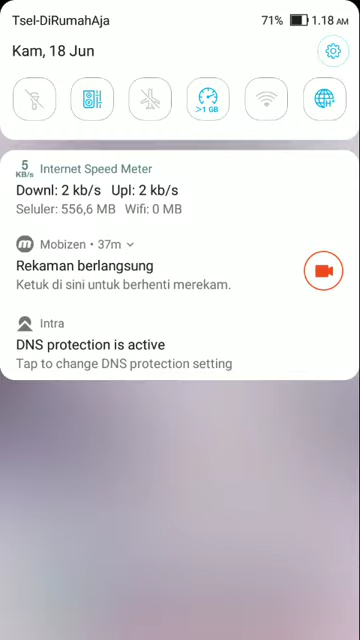 Tsel-DiRumahAja 71% 1.18 AM
Kam, 18 Jun
>1 GB H+
5 KB/s Internet Speed Meter
Downl: 2 kb/s Upl: 2 kb/s
Seluler: 556,6 MB Wifi: 0 MB
m Mobizen • 37m
Rekaman berlangsung
Ketuk di sini untuk berhenti merekam.
Intra
DNS protection is active
Tap to change DNS protection setting